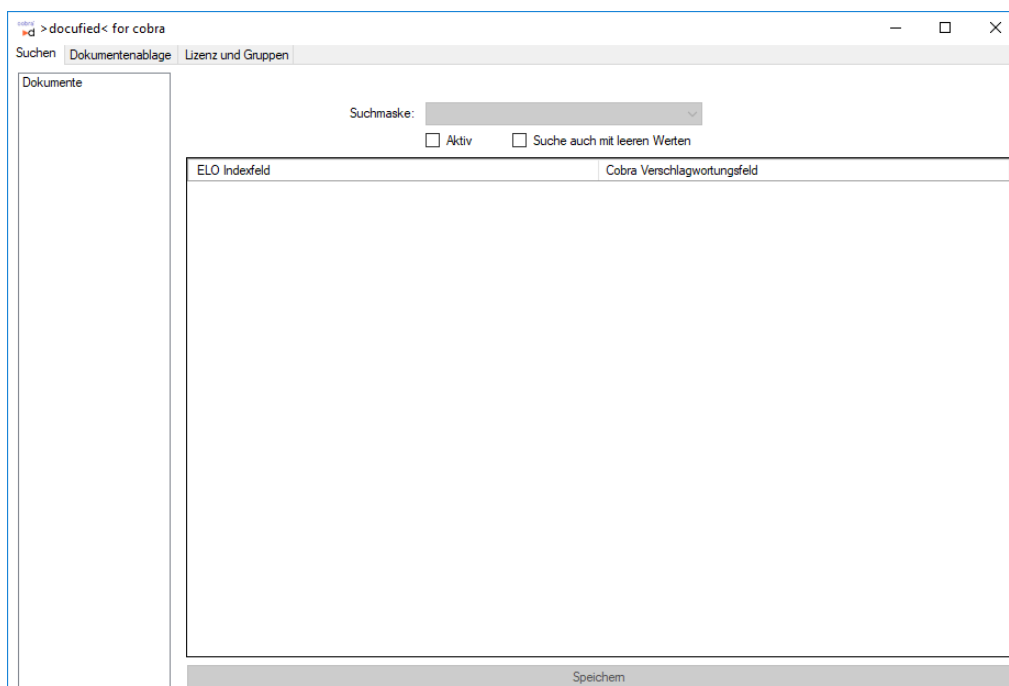 cobra
d >docufied< for cobra
Suchen Dokumentenablage Lizenz und Gruppen
Dokumente
Suchmaske:
Aktiv Suche auch mit leeren Werten
ELO Indexfeld Cobra Verschlagwortungsfeld
Speichern